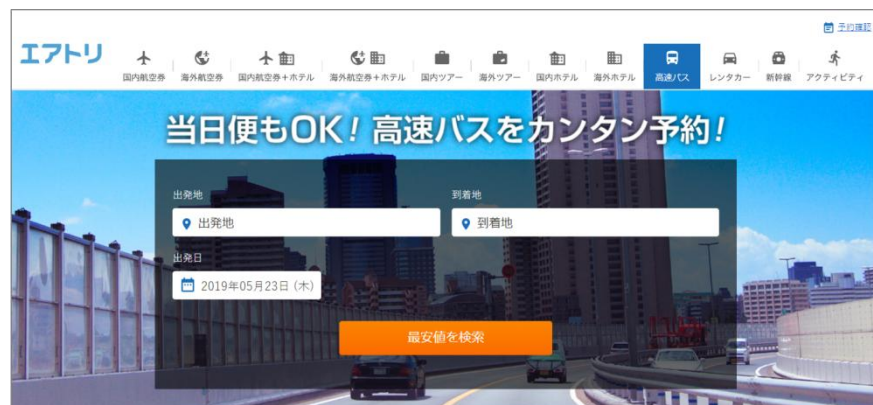 予約確認
エアトリ
国内航空券
海外航空券
国内航空券+ホテル
海外航空券+ホテル
国内ツアー
海外ツアー
国内ホテル
海外ホテル
高速バス
レンタカー
新幹線
アクティビティ
当日便もOK!高速バスをカンタン予約!
出発地
到着地
出発地
到着地
出発日
2019年05月23日 (木)
最安値を検索